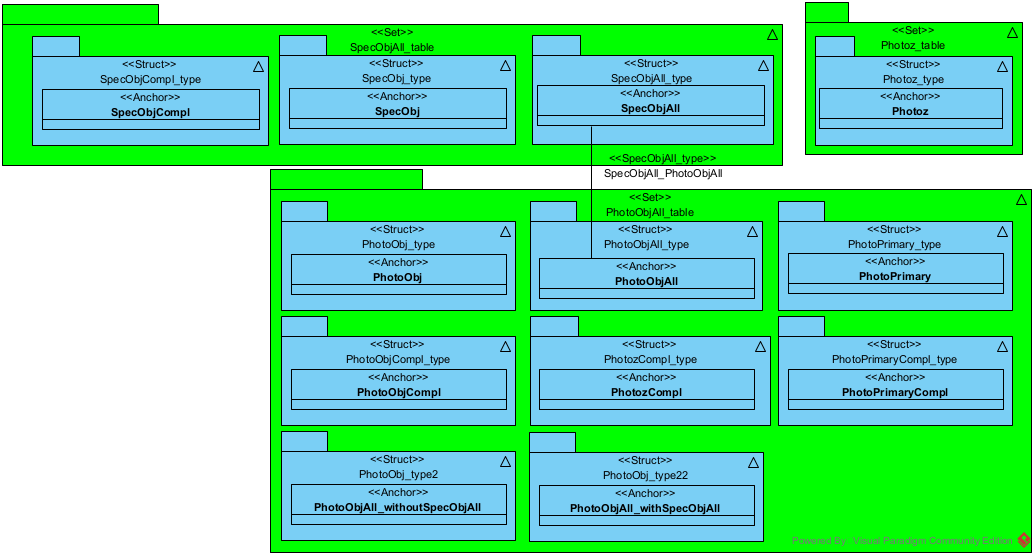 <<Set>>
SpecObjAll_table
<<Struct>>
SpecObjCompl_type
<<Anchor>>
SpecObjCompl
<<Struct>>
SpecObj_type
<<Anchor>>
SpecObj
<<Struct>>
SpecObjAll_type
<<Anchor>>
SpecObjAll
<<Set>>
Photoz_table
<<Struct>>
Photoz_type
<<Anchor>>
Photoz
<<SpecObjAll_type>>
SpecObjAll_PhotoObjAll
<<Set>>
PhotoObjAll_table
<<Struct>>
PhotoObj_type
<<Anchor>>
PhotoObj
<<Struct>>
PhotoObjAll_type
<<Anchor>>
PhotoObjAll
<<Struct>>
PhotoPrimary_type
<<Anchor>>
PhotoPrimary
<<Struct>>
PhotoObjCompl_type
<<Anchor>>
PhotoObjCompl
<<Struct>>
PhotozCompl_type
<<Anchor>>
PhotozCompl
<<Struct>>
PhotoPrimaryCompl_type
<<Anchor>>
PhotoPrimaryCompl
<<Struct>>
PhotoObj_type2
<<Anchor>>
PhotoObjAll_withoutSpecObjAll
<<Struct>>
PhotoObj_type22
<<Anchor>>
PhotoObjAll_withSpecObjAll
Powered By Visual Paradigm Community Edition